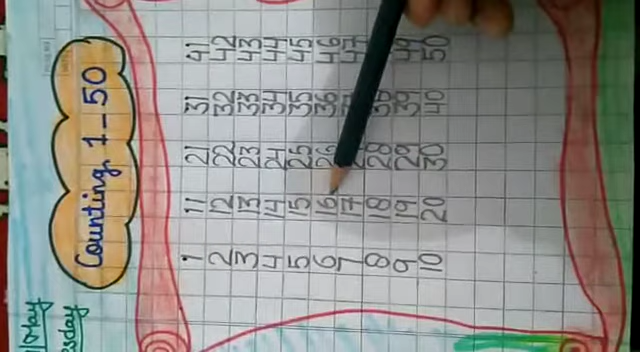 May
Counting 1-50
1 11 21 31 41
2 12 22 32 42
3 13 23 33 43
4 14 24 34 44
5 15 25 35 45
6 16 26 36 46
7 17 47
8 18 28 38
9 19 29 39 49
10 20 30 40 50